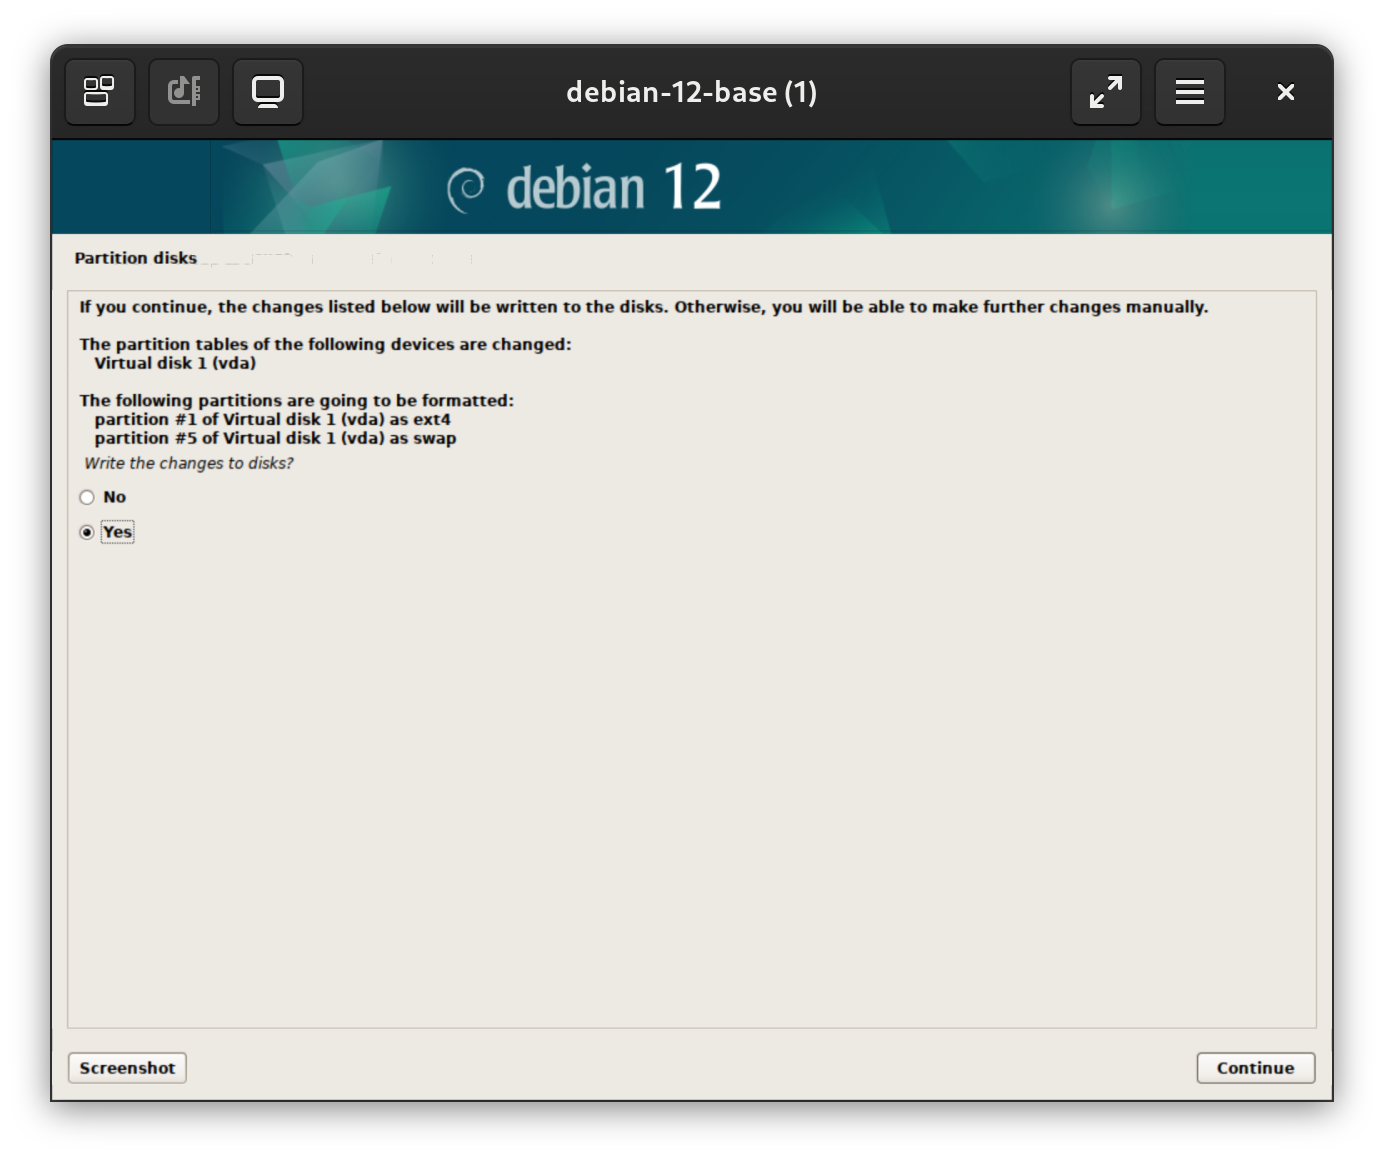 debian-12-base (1)
debian 12
Partition disks
If you continue, the changes listed below will be written to the disks. Otherwise, you will be able to make further changes manually.
The partition tables of the following devices are changed:
Virtual disk 1 (vda)
The following partitions are going to be formatted:
partition #1 of Virtual disk 1 (vda) as ext4
partition #5 of Virtual disk 1 (vda) as swap
Write the changes to disks?
No
Yes
Screenshot
Continue